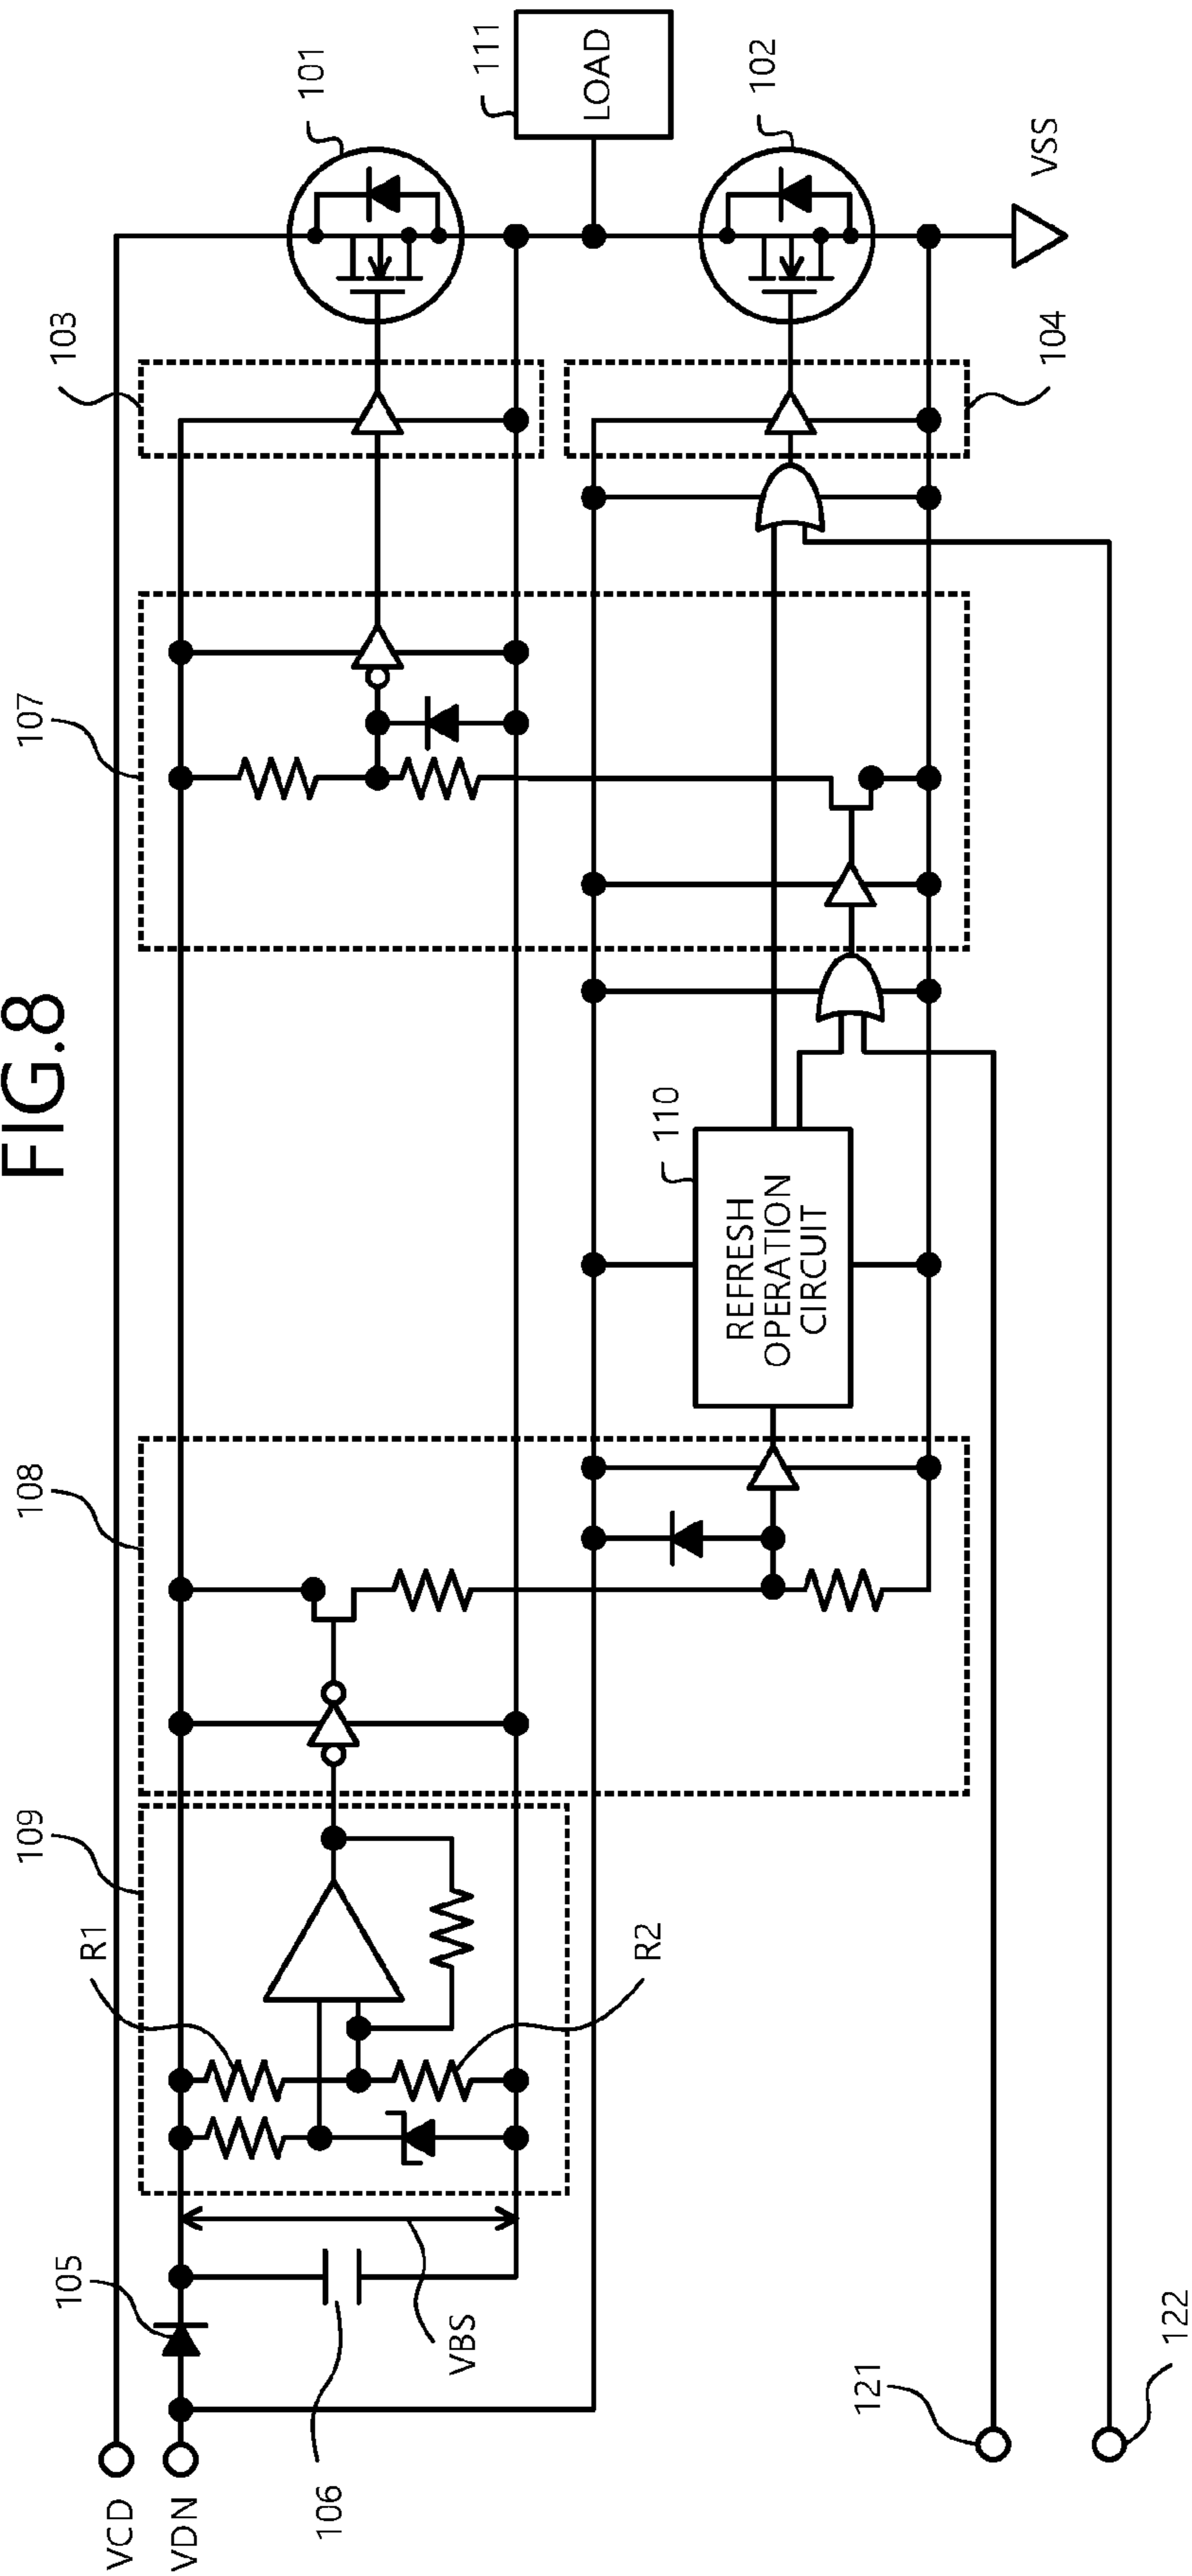 FIG.8
VCD
VDN
105
106
VBS
R1
109
R2
108
REFRESH
OPERATION
CIRCUIT
110
107
103
104
101
102
111
LOAD
VSS
121
122